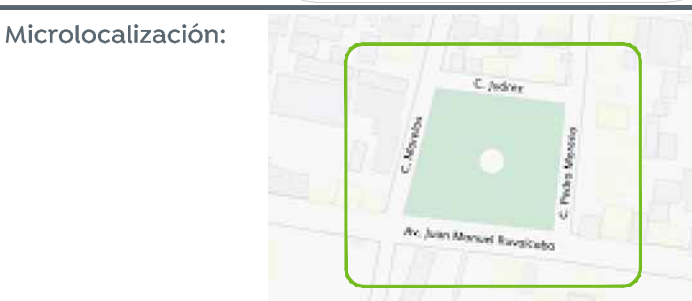 Microlocalización:
C. Juárez
C. Morelos
C. Pedro Moreno
Av. Juan Manuel Ruvalcaba